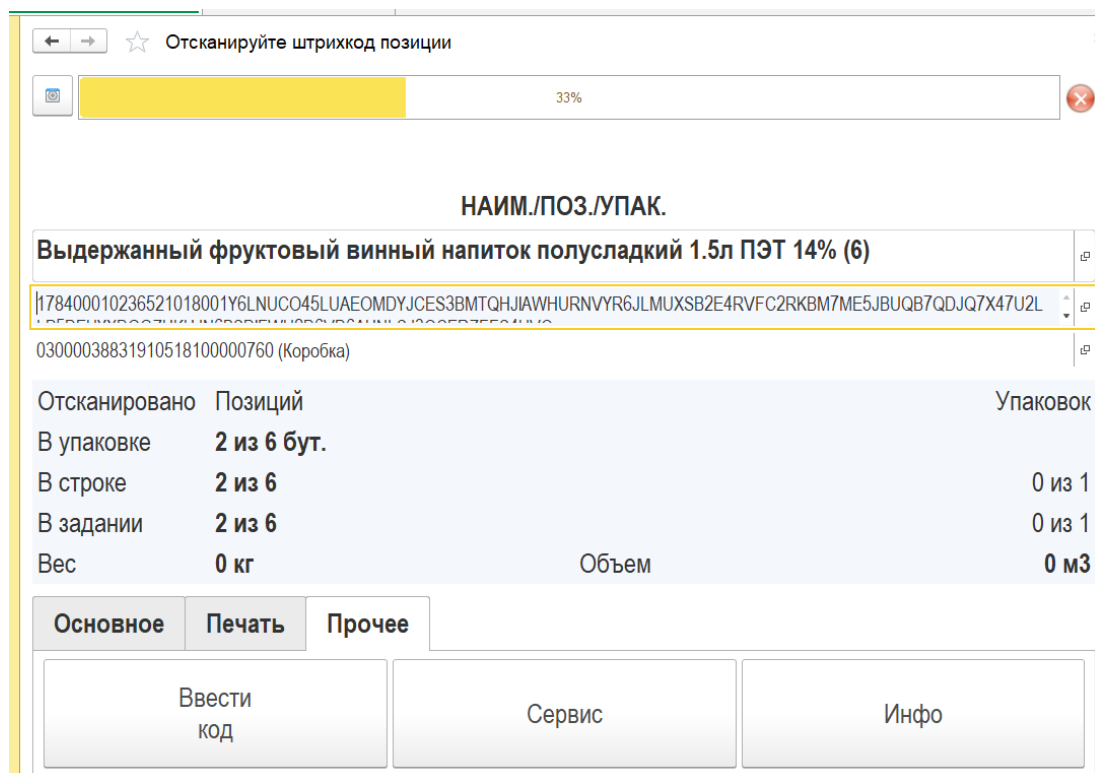 Отсканируйте штрихкод позиции
33%
НАИМ./ПОЗ./УПАК.
Выдержанный фруктовый винный напиток полусладкий 1.5л ПЭТ 14% (6)
178400010236521018001Y6LNUCO45LUAEOMDYJCES3BMTQHJIAWHURNVYR6JLMUXSB2E4RVFC2RKBM7ME5JBUQB7QDJQ7X47U2L
03000038831910518100000760 (Коробка)
Отсканировано Позиций Упаковок
В упаковке 2 из 6 бут.
В строке 2 из 6 0 из 1
В задании 2 из 6 0 из 1
Вес 0 кг Объем 0 м3
Основное Печать Прочее
Ввести
код
Сервис
Инфо